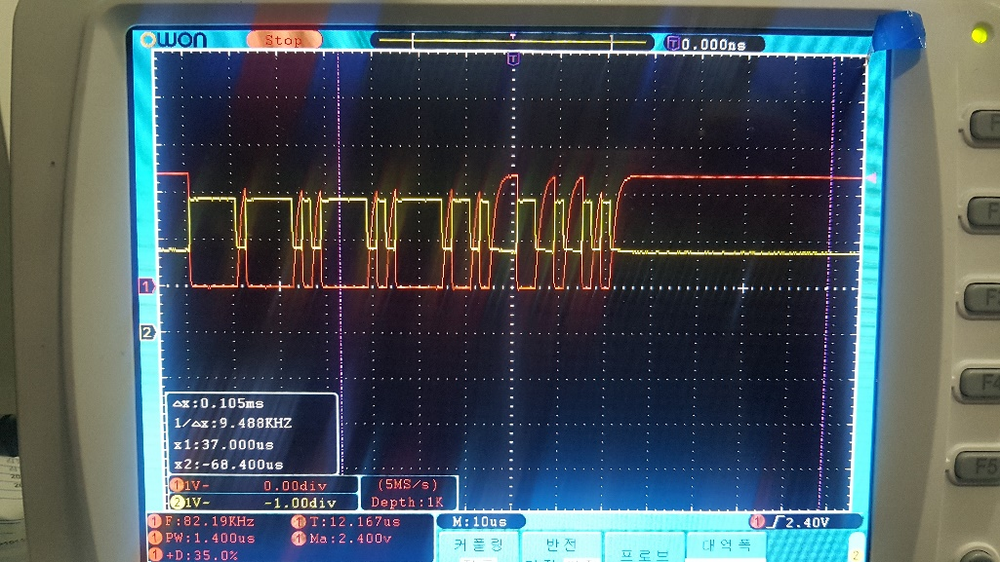 OWON Stop T 0.000ns
T
1
2
△x:0.105ms
1/△x:9.488KHZ
x1:37.000us
x2:-68.400us
1 1V~ 0.00div (5MS/s)
2 1V~ -1.00div Depth:1K
1 F:82.19KHz 1 T:12.167us M:10us 1 2.40V
1 PW:1.400us 1 Ma:2.400v
1 +D:35.0%
커플링 반전 프로브 대역폭
2
F4
F5